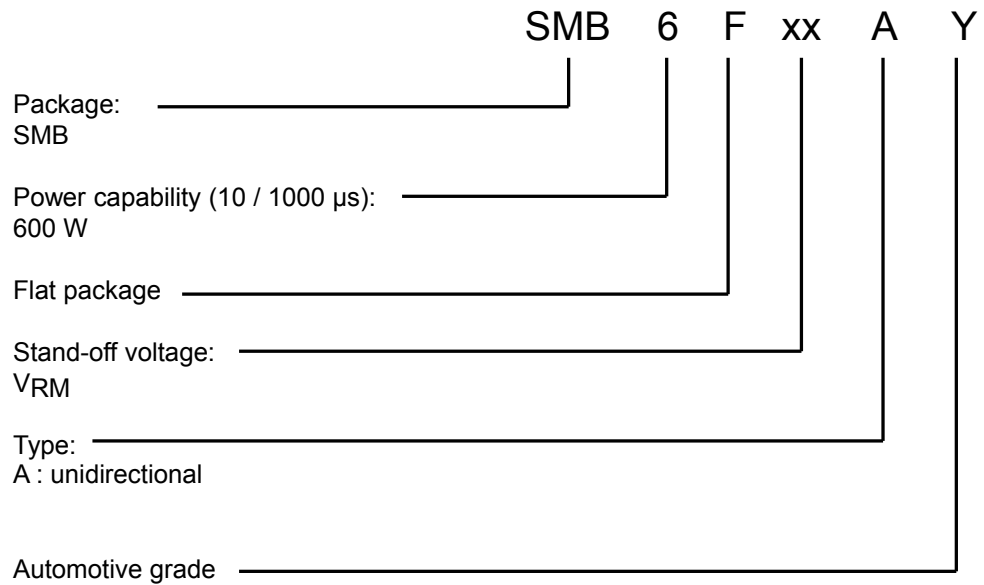 SMB 6 F xx A Y
Package:
SMB
Power capability (10 / 1000 µs):
600 W
Flat package
Stand-off voltage:
VRM
Type:
A : unidirectional
Automotive grade